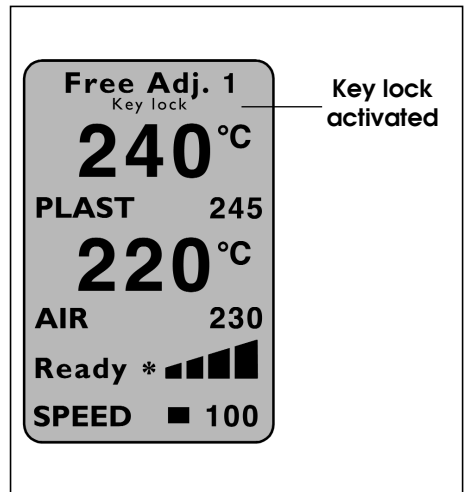 Free Adj. 1
Key lock
240°C
PLAST 245
220°C
AIR 230
Ready *
SPEED 100
Key lock
activated